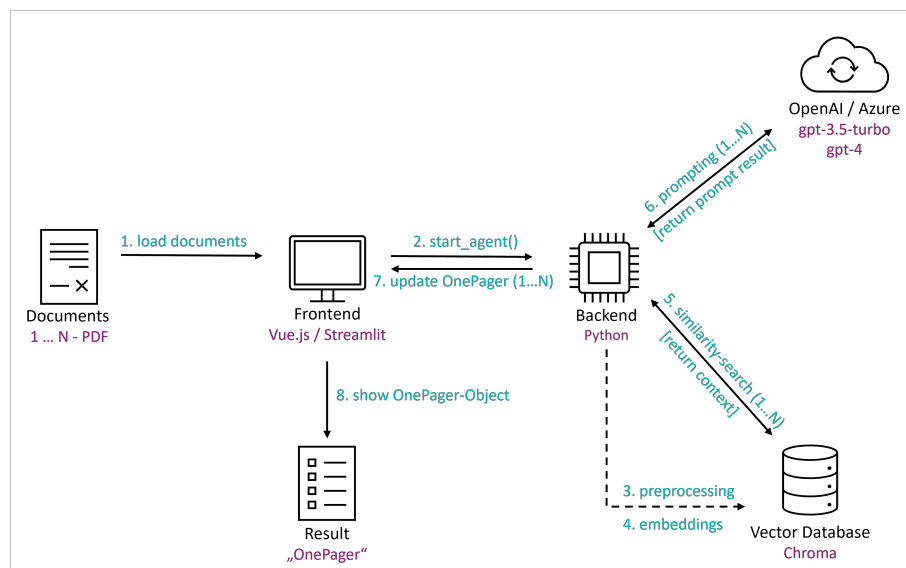 OpenAI / Azure
gpt-3.5-turbo
gpt-4
6. prompting (1...N)
[return prompt result]
1. load documents
2. start_agent()
7. update OnePager (1...N)
Documents
1 ... N - PDF
Frontend
Vue.js / Streamlit
Backend
Python
5. similarity-search (1...N)
[return context]
8. show OnePager-Object
3. preprocessing
4. embeddings
Result
„OnePager“
Vector Database
Chroma